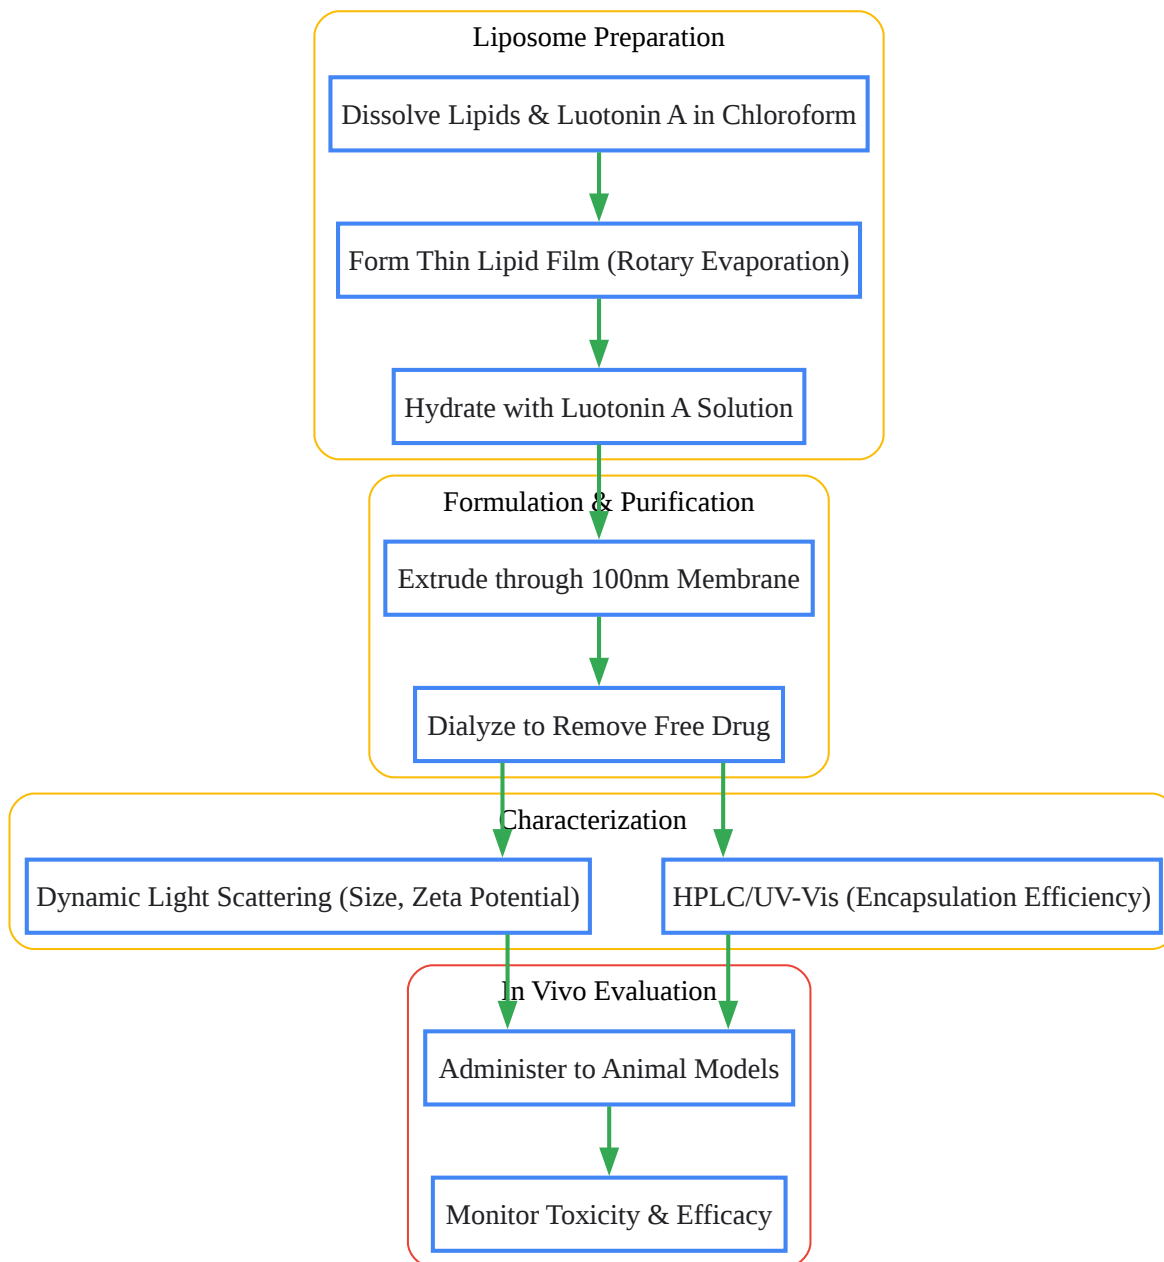 Liposome Preparation
Dissolve Lipids & Luotonin A in Chloroform
Form Thin Lipid Film (Rotary Evaporation)
Hydrate with Luotonin A Solution
Formulation & Purification
Extrude through 100nm Membrane
Dialyze to Remove Free Drug
Characterization
Dynamic Light Scattering (Size, Zeta Potential)
HPLC/UV-Vis (Encapsulation Efficiency)
In Vivo Evaluation
Administer to Animal Models
Monitor Toxicity & Efficacy